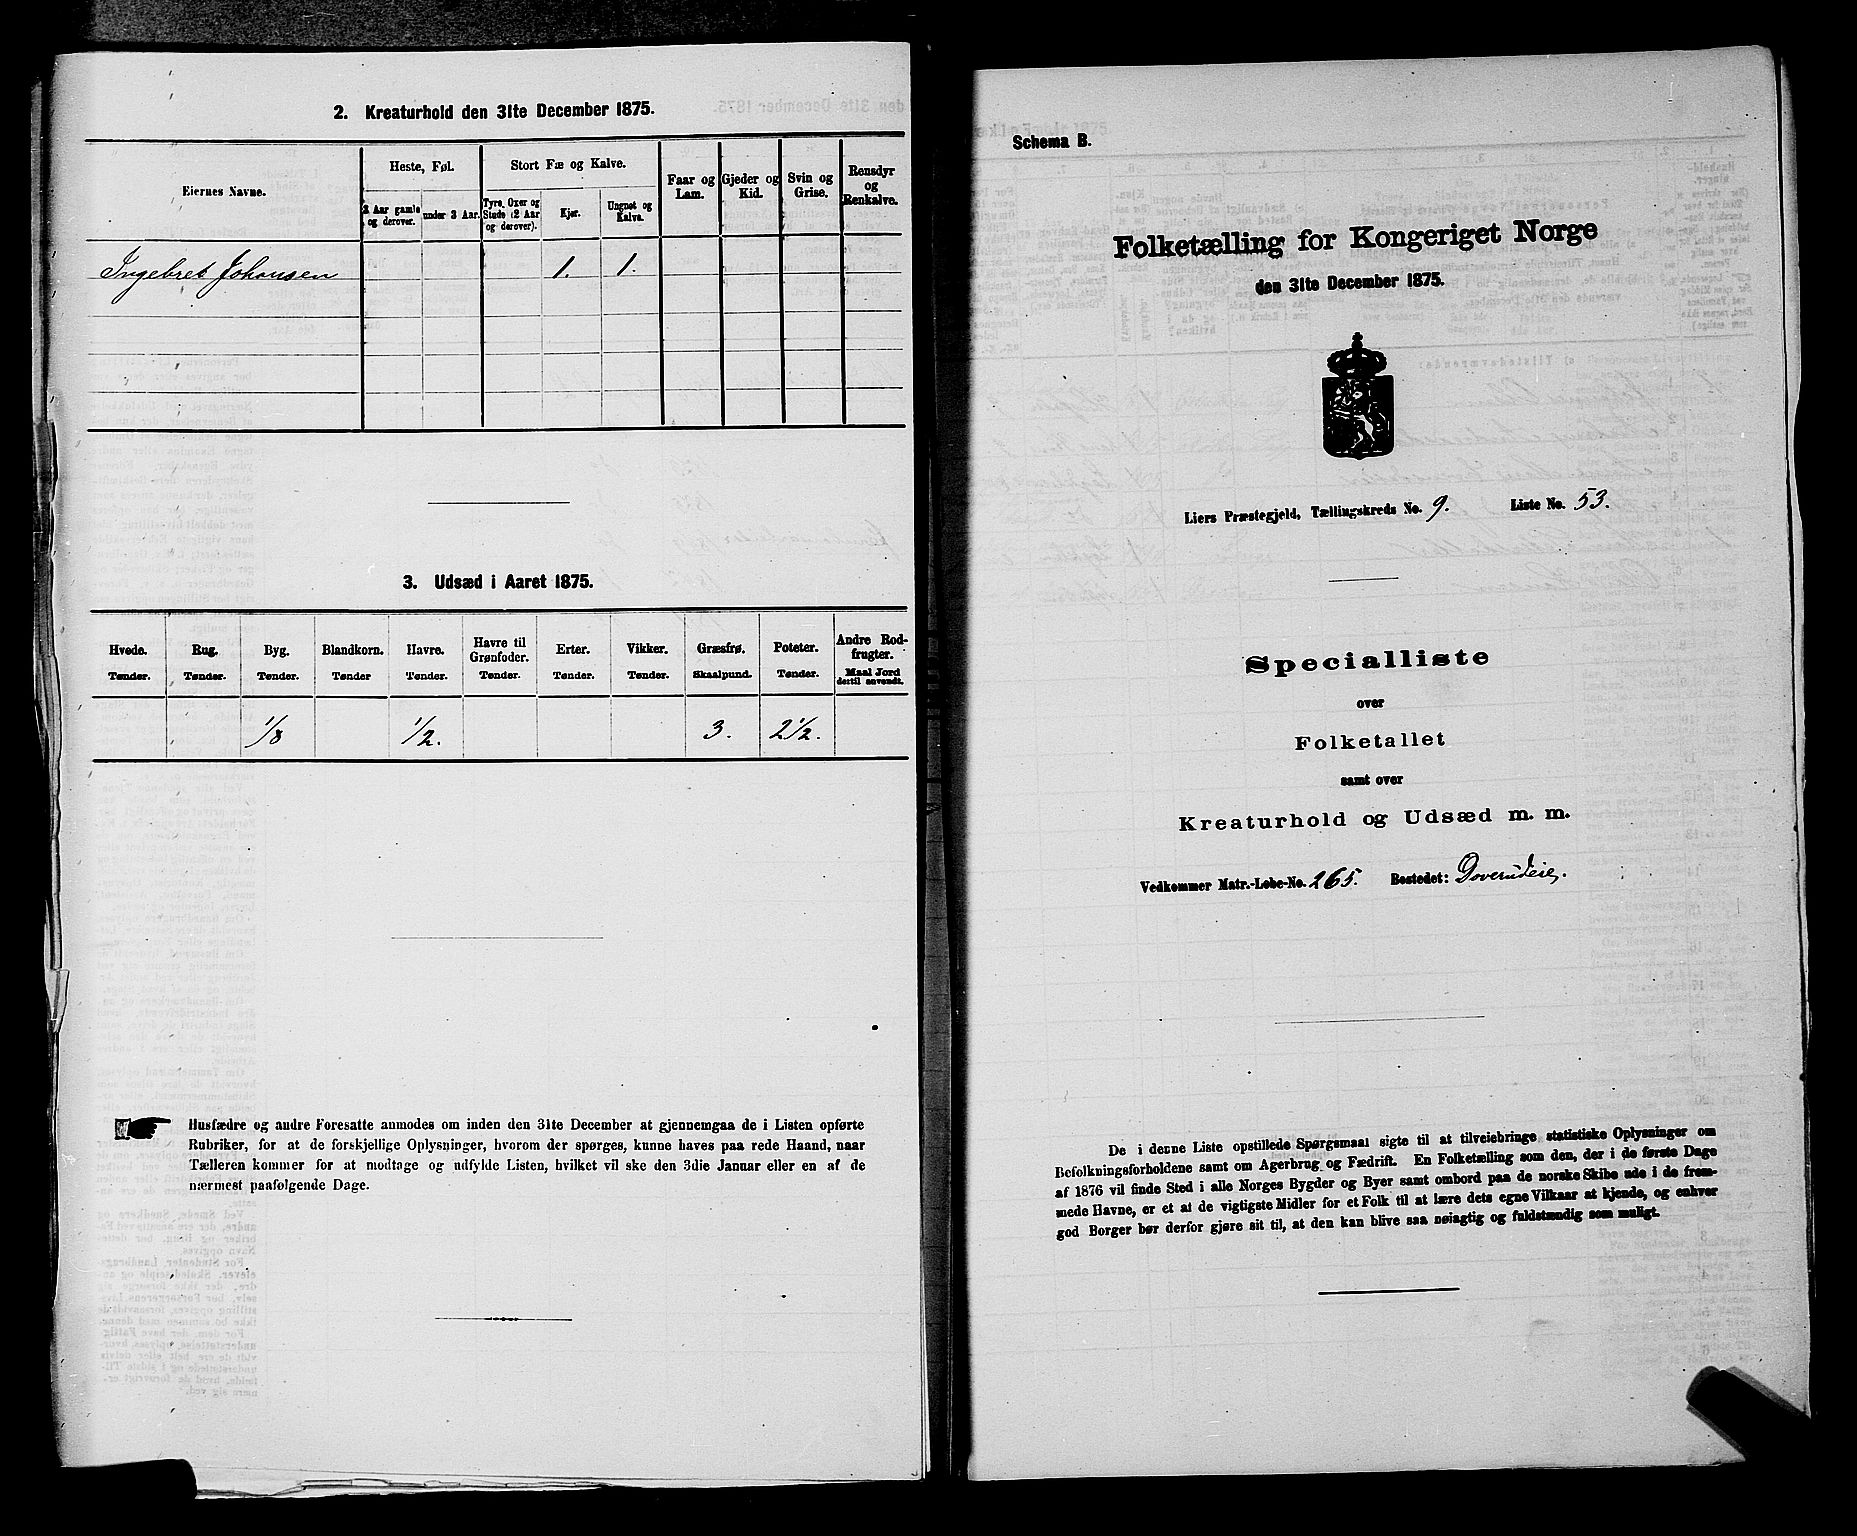 2. Kreaturhold den 31te December 1875.
Eiernes Navne.
Heste, Føl.
Stort Fæ og Kalve.
Faar og Lam.
Gjeder og Kid.
Svin og Grise.
Rensdyr og Renkalve.
3 Aar gamle og derover.
under 3 Aar.
Tyre, Oxer og Stude (2 Aar og derover).
Kjør.
Ungnøt og Kalve.
Ingebret Johansen 1. 1.
3. Udsæd i Aaret 1875.
Hvede. Rug. Byg. Blandkorn. Havre. Havre til Grønfoder. Erter. Vikker. Græsfrø. Poteter. Andre Rodfrugter.
Tønder. Tønder. Tønder. Tønder Tønder. Tønder. Tønder. Tønder. Skaalpund. Tønder. Maal Jord dertil anvendt.
1/8 1/2. 3. 2 1/2.
Husfædre og andre Foresatte anmodes om inden den 31te December at gjennemgaa de i Listen opførte
Rubriker, for at de forskjellige Oplysninger, hvorom der spørges, kunne haves paa rede Haand, naar
Tælleren kommer for at modtage og udfylde Listen, hvilket vil ske den 3die Januar eller en af de
nærmest paafølgende Dage.
Schema B.
Folketælling for Kongeriget Norge
den 31te December 1875.
Liers Præstegjeld, Tællingskreds No. 9. Liste No. 53.
Specialliste
over
Folketallet
samt over
Kreaturhold og Udsæd m. m.
Vedkommer Matr.-Løbe-No. 265. Bostedet: Doverudeie.
De i denne Liste opstillede Spørgsmaal sigte til at tilveiebringe statistiske Oplysninger om
Befolkningsforholdene samt om Agerbrug og Fædrift. En Folketælling som den, der i de første Dage
af 1876 vil finde Sted i alle Norges Bygder og Byer samt ombord paa de norske Skibe ude i de frem-
mede Havne, er et af de vigtigste Midler for et Folk til at lære dets egne Vilkaar at kjende, og enhver
god Borger bør derfor gjøre sit til, at den kan blive saa nøiagtig og fuldstændig som muligt.